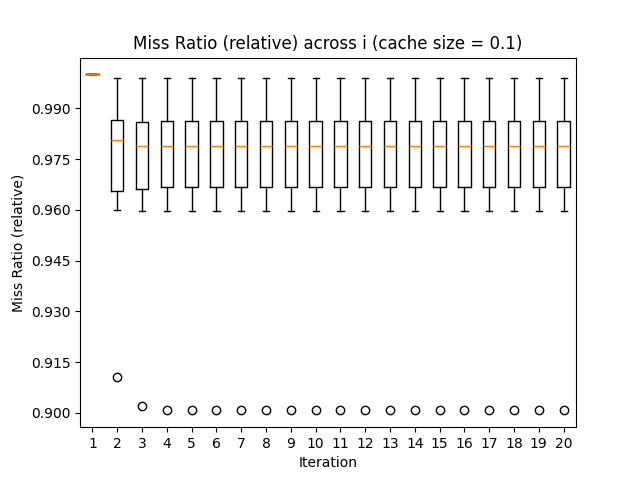 Miss Ratio (relative) across i (cache size = 0.1)
Miss Ratio (relative)
0.990
0.975
0.960
0.945
0.930
0.915
0.900
1 2 3 4 5 6 7 8 9 10 11 12 13 14 15 16 17 18 19 20
Iteration